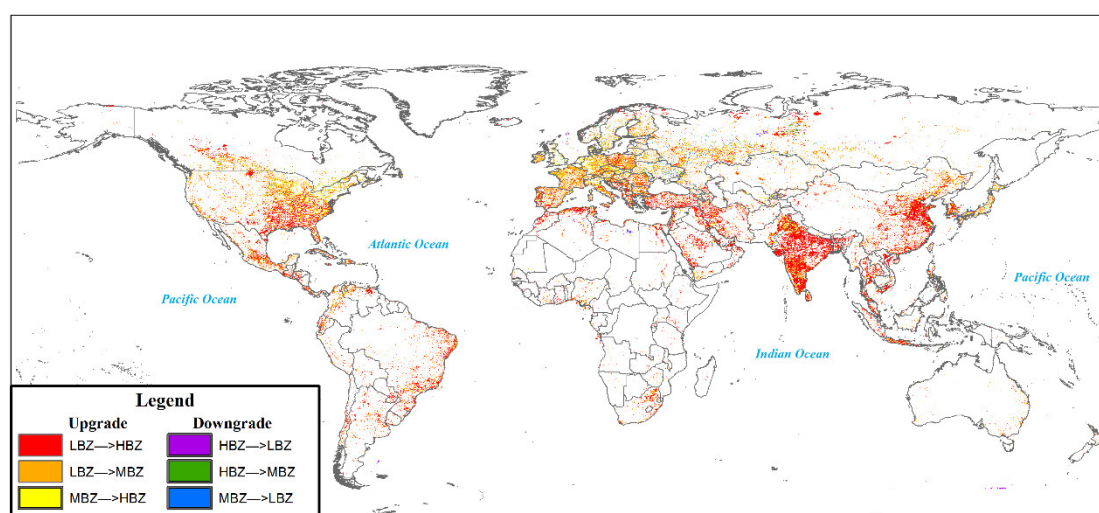 Atlantic Ocean
Pacific Ocean
Pacific Ocean
Indian Ocean
Legend
Upgrade Downgrade
LBZ—>HBZ HBZ—>LBZ
LBZ—>MBZ HBZ—>MBZ
MBZ—>HBZ MBZ—>LBZ